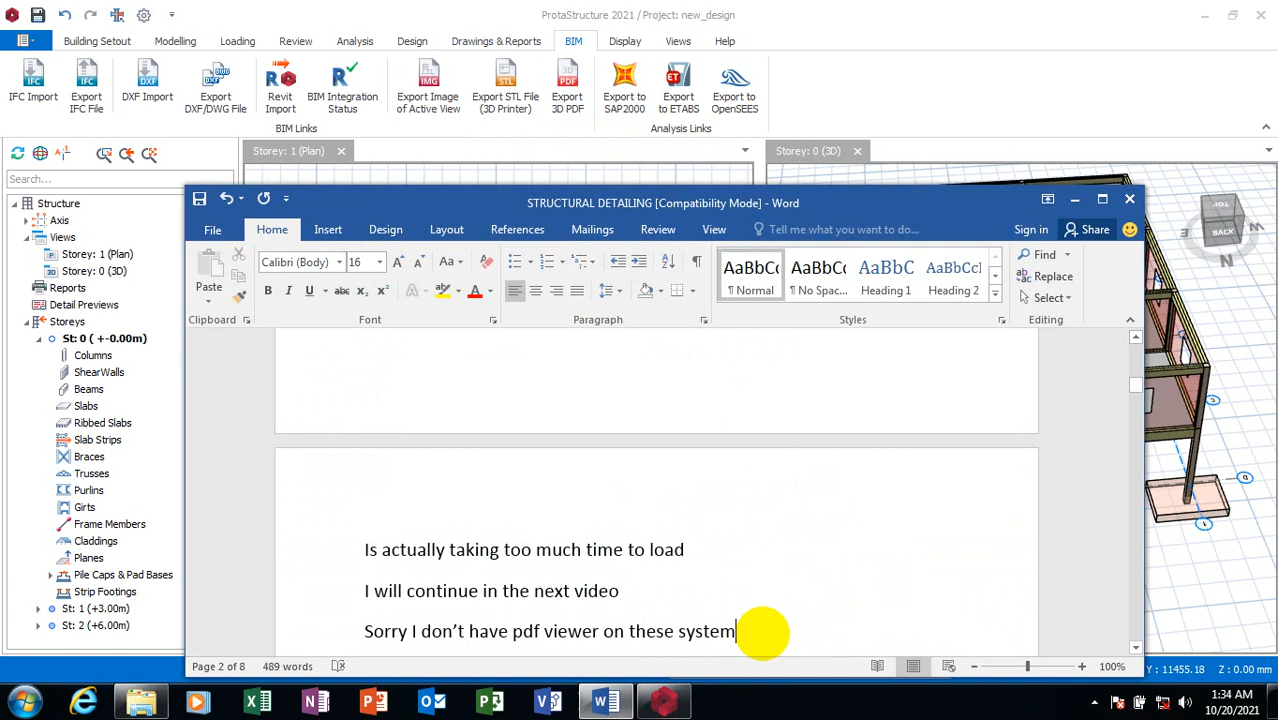 ProtaStructure 2021 / Project: new_design
Building Setout Modelling Loading Review Analysis Design Drawings & Reports BIM Display Views Help
IFC Import
Export IFC File
DXF Import
Export DXF/DWG File
Revit Import
BIM Integration Status
Export Image of Active View
Export STL File (3D Printer)
Export 3D PDF
Export to SAP2000
Export to ETABS
Export to OpenSEES
BIM Links
Analysis Links
Storey: 1 (Plan)
Storey: 0 (3D)
Search...
Structure
Axis
Views
Storey: 1 (Plan)
Storey: 0 (3D)
Reports
Detail Previews
Storeys
St: 0 ( +-0.00m)
Columns
ShearWalls
Beams
Slabs
Ribbed Slabs
Slab Strips
Braces
Trusses
Purlins
Girts
Frame Members
Claddings
Planes
Pile Caps & Pad Bases
Strip Footings
St: 1 (+3.00m)
St: 2 (+6.00m)
STRUCTURAL DETAILING [Compatibility Mode] - Word
File Home Insert Design Layout References Mailings Review View Tell me what you want to do... Sign in Share
Paste
Calibri (Body) 16
AaBbCc AaBbCc AaBbC AaBbCc
¶ Normal ¶ No Spac... Heading 1 Heading 2
Find
Replace
Select
Clipboard Font Paragraph Styles Editing
Is actually taking too much time to load
I will continue in the next video
Sorry I don’t have pdf viewer on these system
Page 2 of 8 489 words 100%
Y : 11455.18 Z : 0.00 mm
TOP
BACK
E
N
1:34 AM
10/20/2021